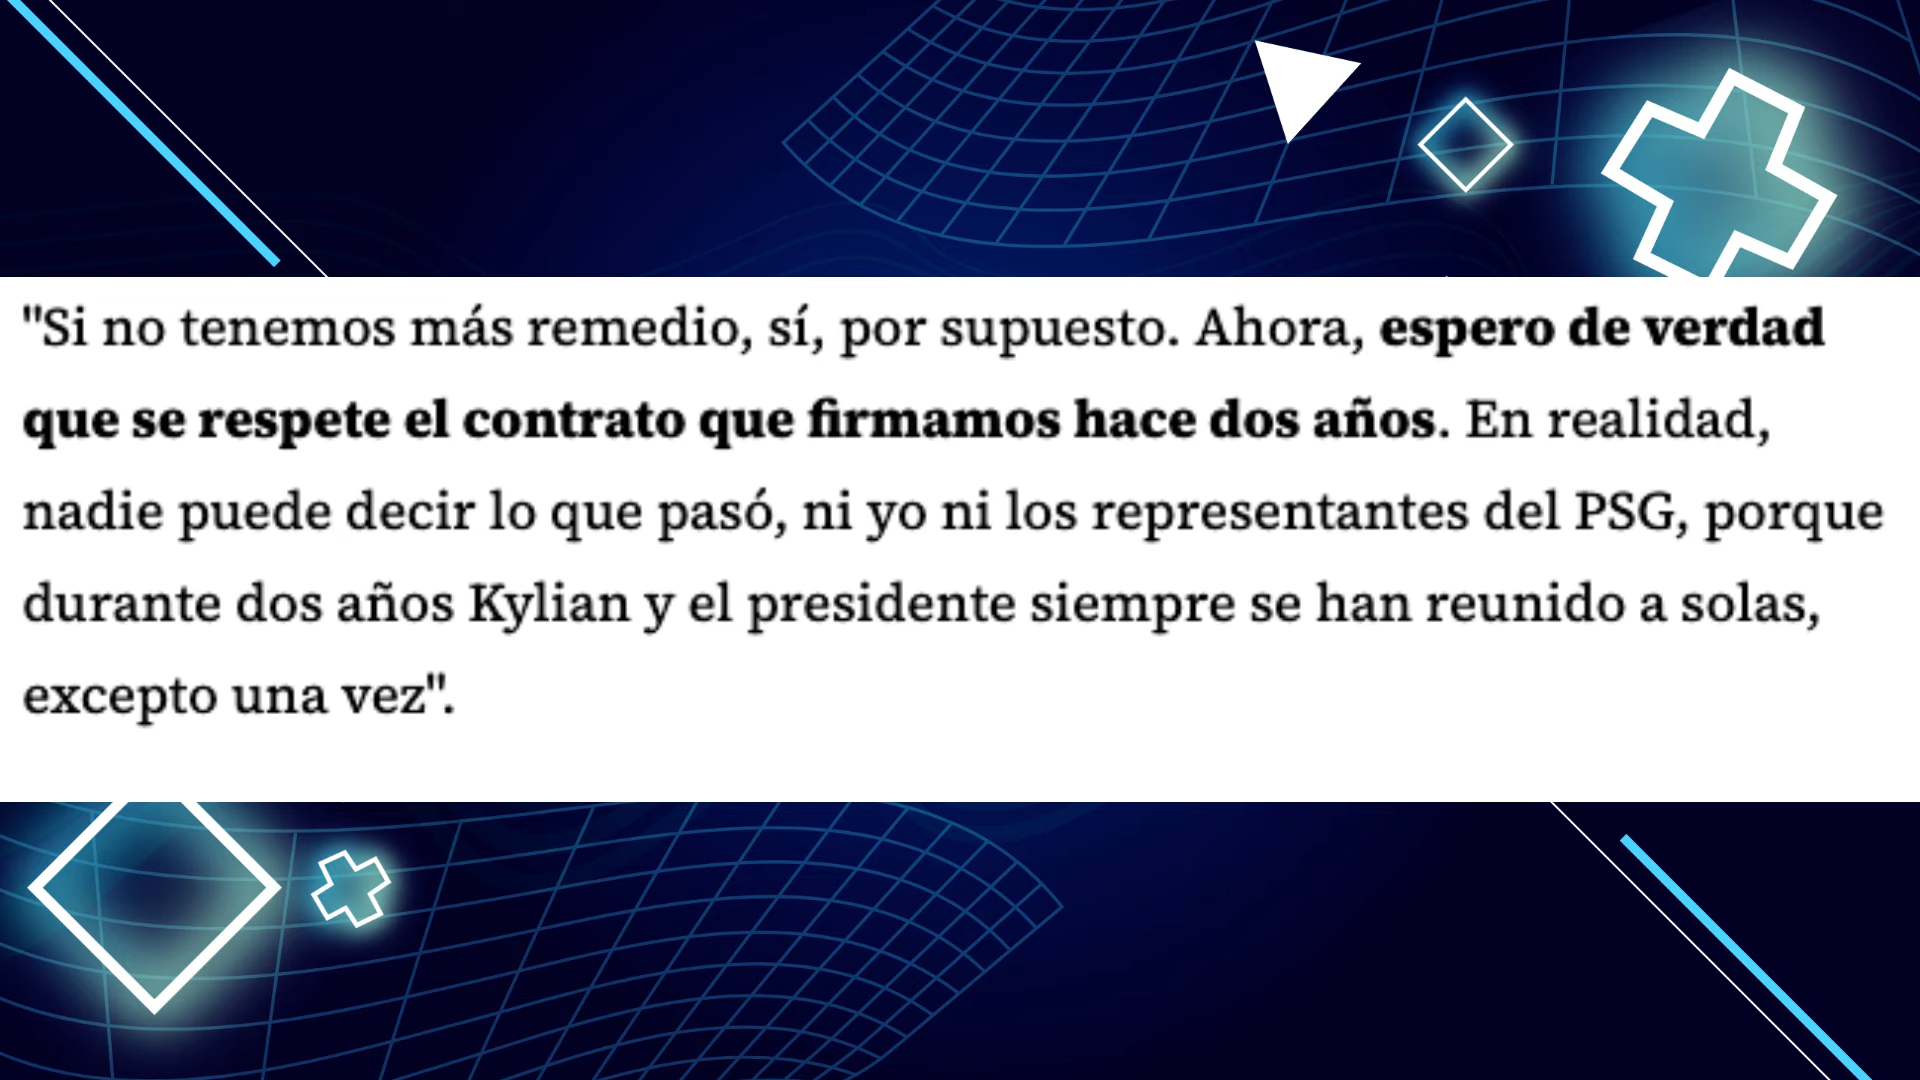 "Si no tenemos más remedio, sí, por supuesto. Ahora, espero de verdad
que se respete el contrato que firmamos hace dos años. En realidad,
nadie puede decir lo que pasó, ni yo ni los representantes del PSG, porque
durante dos años Kylian y el presidente siempre se han reunido a solas,
excepto una vez".